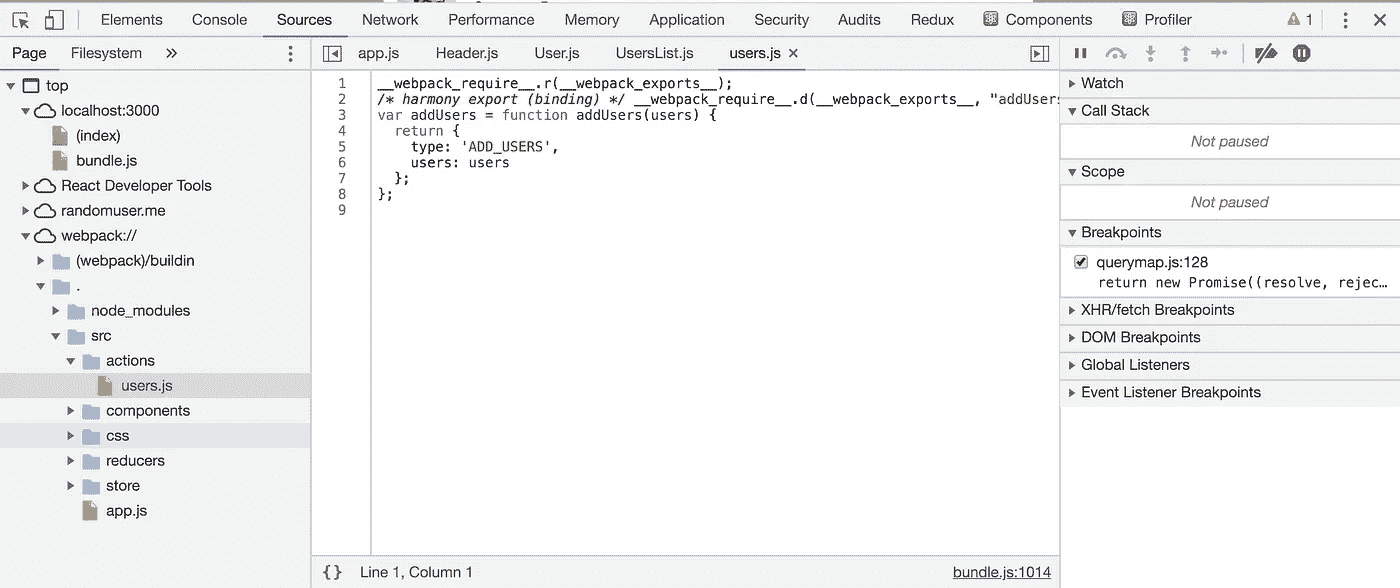 Elements Console Sources Network Performance Memory Application Security Audits Redux Components Profiler 1
Page Filesystem
app.js Header.js User.js UsersList.js users.js
top
localhost:3000
(index)
bundle.js
React Developer Tools
randomuser.me
webpack://
(webpack)/buildin
.
node_modules
src
actions
users.js
components
css
reducers
store
app.js
1 __webpack_require__.r(__webpack_exports__);
2 /* harmony export (binding) */ __webpack_require__.d(__webpack_exports__, "addUsers
3 var addUsers = function addUsers(users) {
4   return {
5     type: 'ADD_USERS',
6     users: users
7   };
8 };
9
{} Line 1, Column 1 bundle.js:1014
Watch
Call Stack
Not paused
Scope
Not paused
Breakpoints
querymap.js:128
return new Promise((resolve, rejec…
XHR/fetch Breakpoints
DOM Breakpoints
Global Listeners
Event Listener Breakpoints